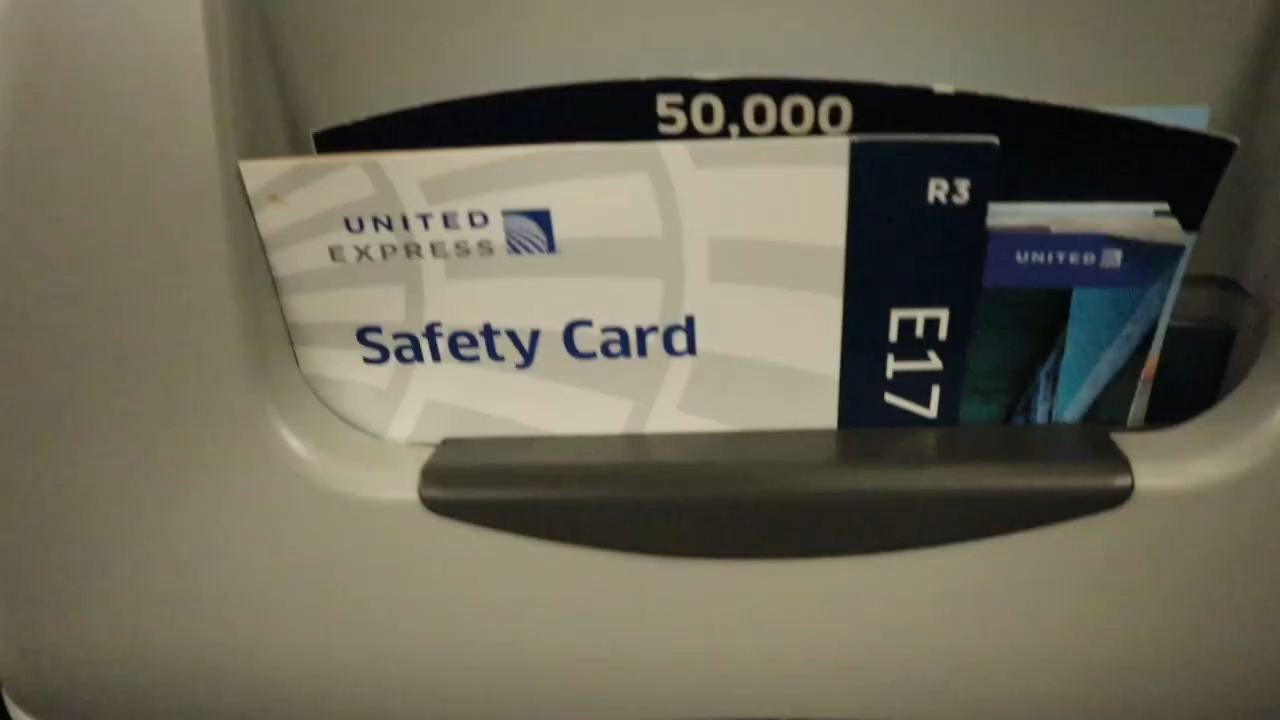 50,000
UNITED
EXPRESS
Safety Card
R3
E17
UNITED